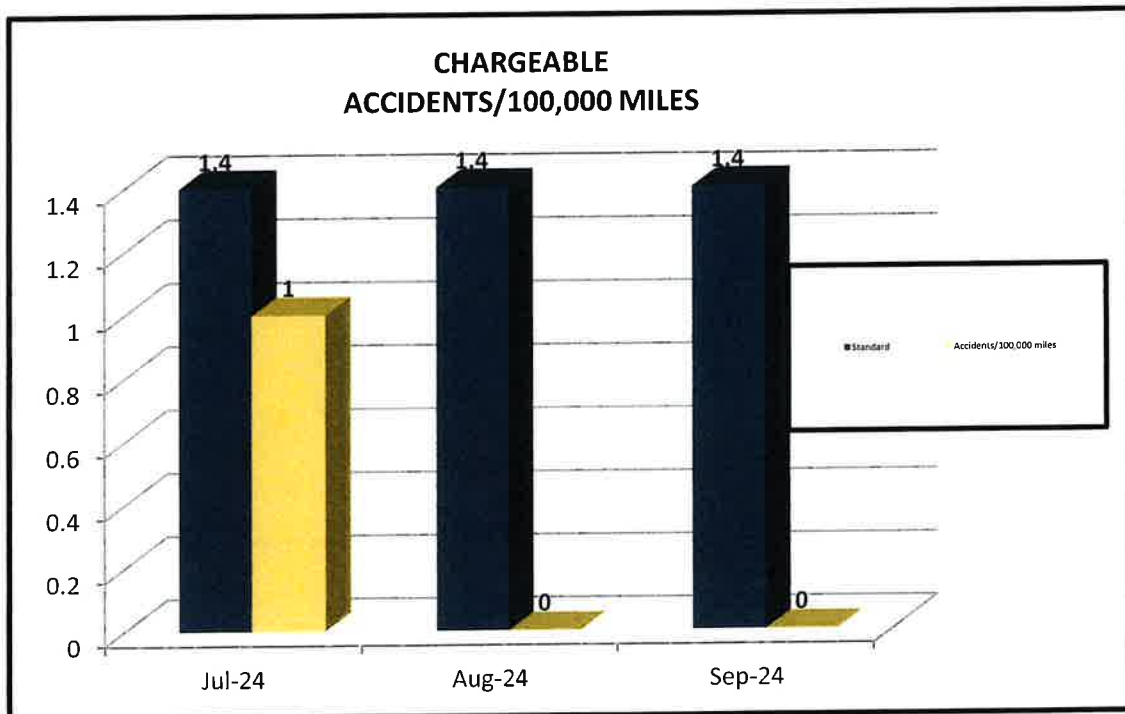 CHARGEABLE
ACCIDENTS/100,000 MILES
1.4
1.4
1.4
1.4
1.2
1
1
0.8
0.6
0.4
0.2
0
0
0
Jul-24
Aug-24
Sep-24
Standard
Accidents/100,000 miles